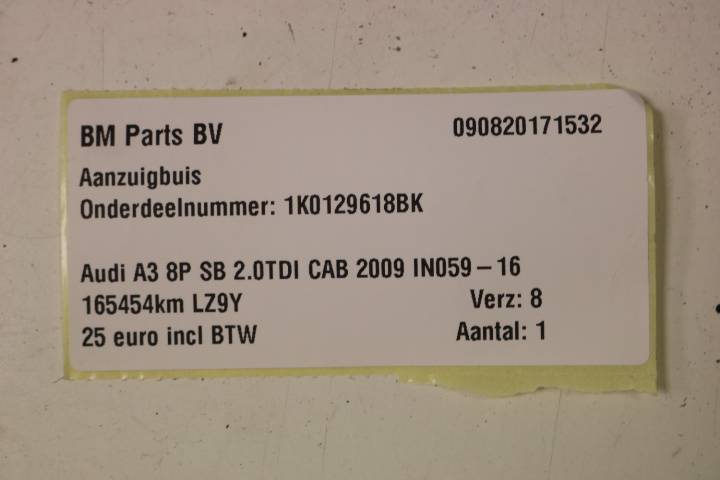 BM Parts BV 090820171532
Aanzuigbuis
Onderdeelnummer: 1K0129618BK
Audi A3 8P SB 2.0TDI CAB 2009 IN059-16
165454km LZ9Y Verz: 8
25 euro incl BTW Aantal: 1